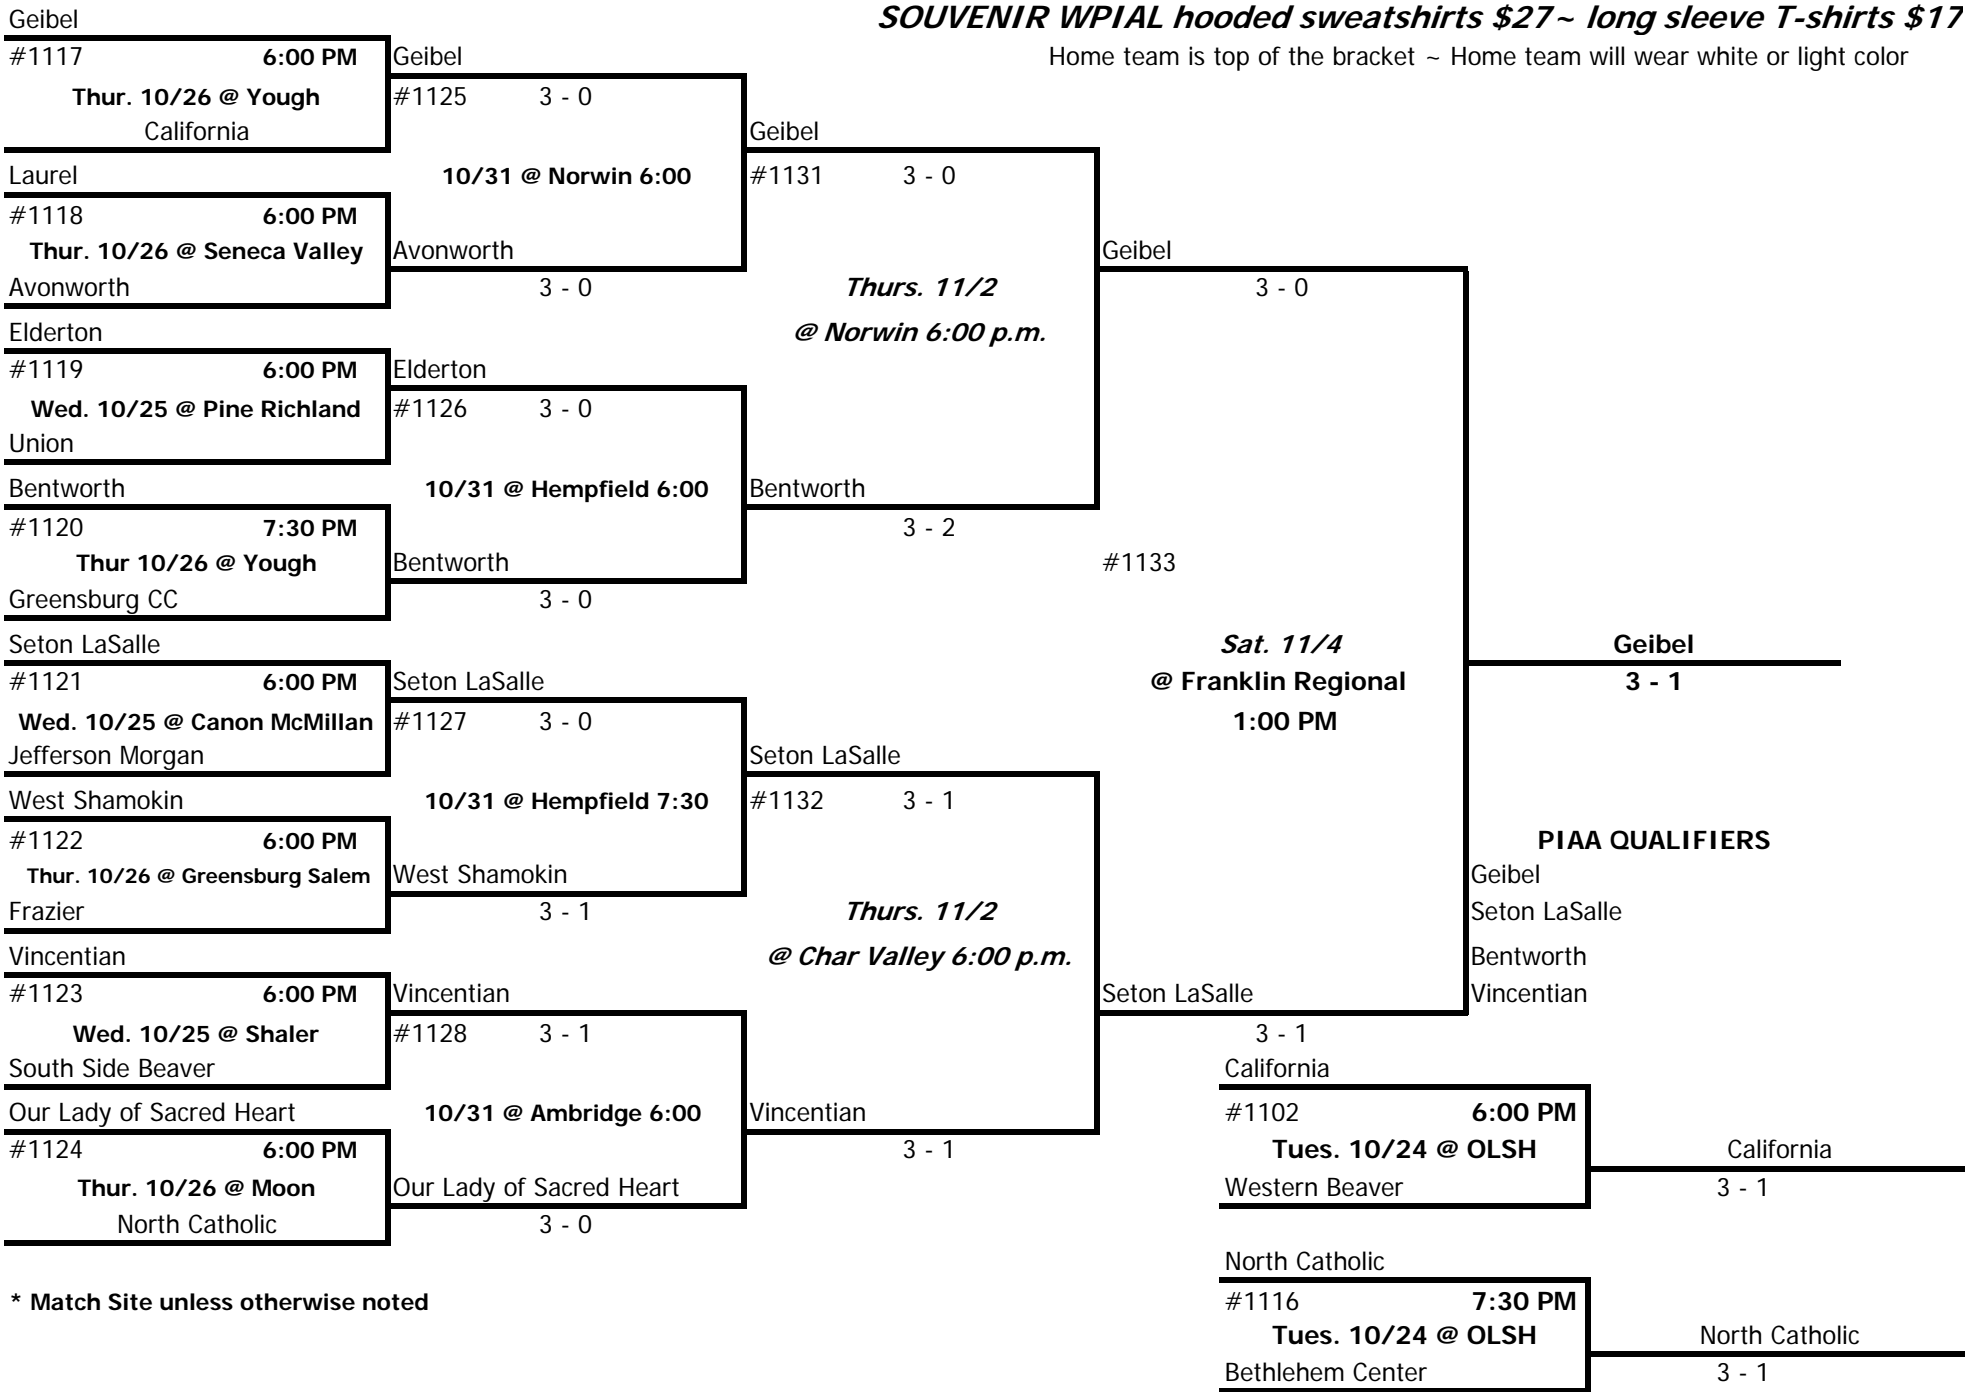 SOUVENIR WPIAL hooded sweatshirts $27~ long sleeve T-shirts $17
Home team is top of the bracket ~ Home team will wear white or light color
Geibel
#1117 6:00 PM
Thur. 10/26 @ Yough
California
Laurel
#1118 6:00 PM
Thur. 10/26 @ Seneca Valley
Avonworth
Elderton
#1119 6:00 PM
Wed. 10/25 @ Pine Richland
Union
Bentworth
#1120 7:30 PM
Thur 10/26 @ Yough
Greensburg CC
Seton LaSalle
#1121 6:00 PM
Wed. 10/25 @ Canon McMillan
Jefferson Morgan
West Shamokin
#1122 6:00 PM
Thur. 10/26 @ Greensburg Salem
Frazier
Vincentian
#1123 6:00 PM
Wed. 10/25 @ Shaler
South Side Beaver
Our Lady of Sacred Heart
#1124 6:00 PM
Thur. 10/26 @ Moon
North Catholic
* Match Site unless otherwise noted
Geibel
#1125 3 - 0
10/31 @ Norwin 6:00
Avonworth
3 - 0
Elderton
#1126 3 - 0
10/31 @ Hempfield 6:00
Bentworth
3 - 0
Seton LaSalle
#1127 3 - 0
10/31 @ Hempfield 7:30
West Shamokin
3 - 1
Vincentian
#1128 3 - 1
10/31 @ Ambridge 6:00
Our Lady of Sacred Heart
3 - 0
Geibel
#1131 3 - 0
Thurs. 11/2
@ Norwin 6:00 p.m.
Bentworth
3 - 2
Seton LaSalle
#1132 3 - 1
Thurs. 11/2
@ Char Valley 6:00 p.m.
Vincentian
3 - 1
Geibel
3 - 0
#1133
Sat. 11/4
@ Franklin Regional
1:00 PM
Seton LaSalle
3 - 1
Geibel
3 - 1
PIAA QUALIFIERS
Geibel
Seton LaSalle
Bentworth
Vincentian
California
#1102 6:00 PM
Tues. 10/24 @ OLSH
Western Beaver
California
3 - 1
North Catholic
#1116 7:30 PM
Tues. 10/24 @ OLSH
Bethlehem Center
North Catholic
3 - 1